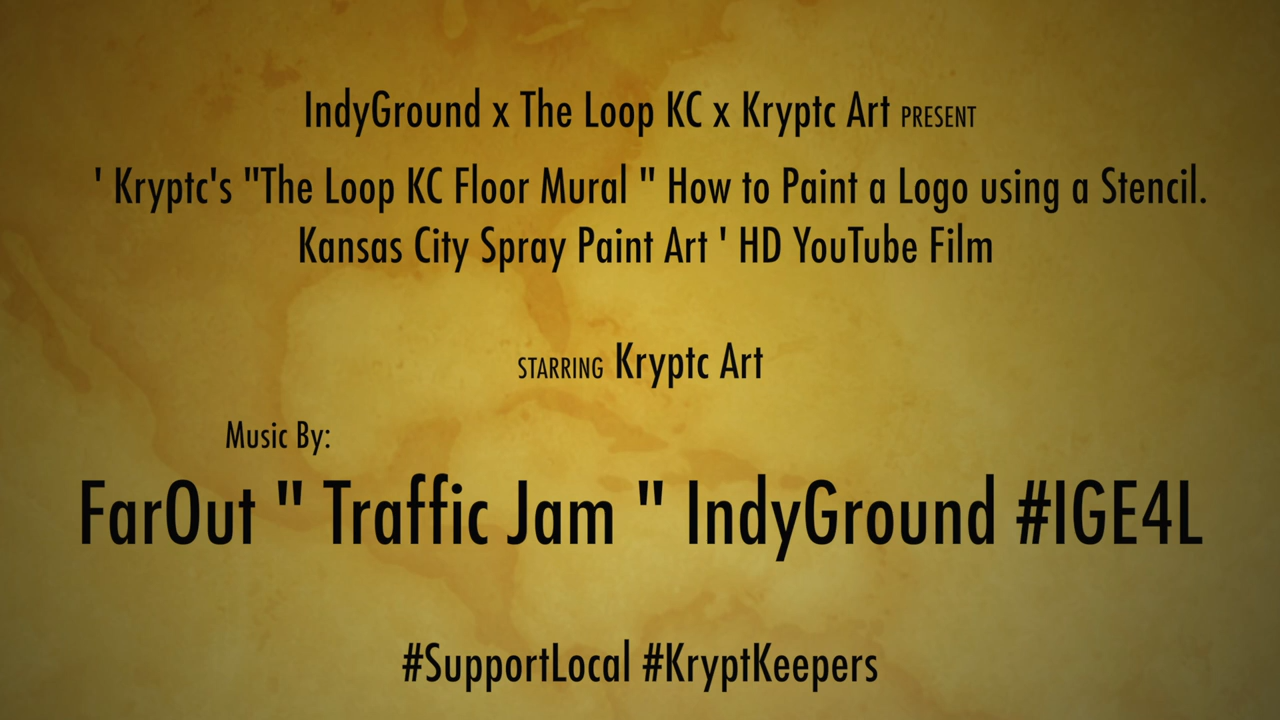 IndyGround x The Loop KC x Kryptc Art PRESENT
' Kryptc's "The Loop KC Floor Mural " How to Paint a Logo using a Stencil.
Kansas City Spray Paint Art ' HD YouTube Film
STARRING Kryptc Art
Music By:
FarOut " Traffic Jam " IndyGround #IGE4L
#SupportLocal #KryptKeepers